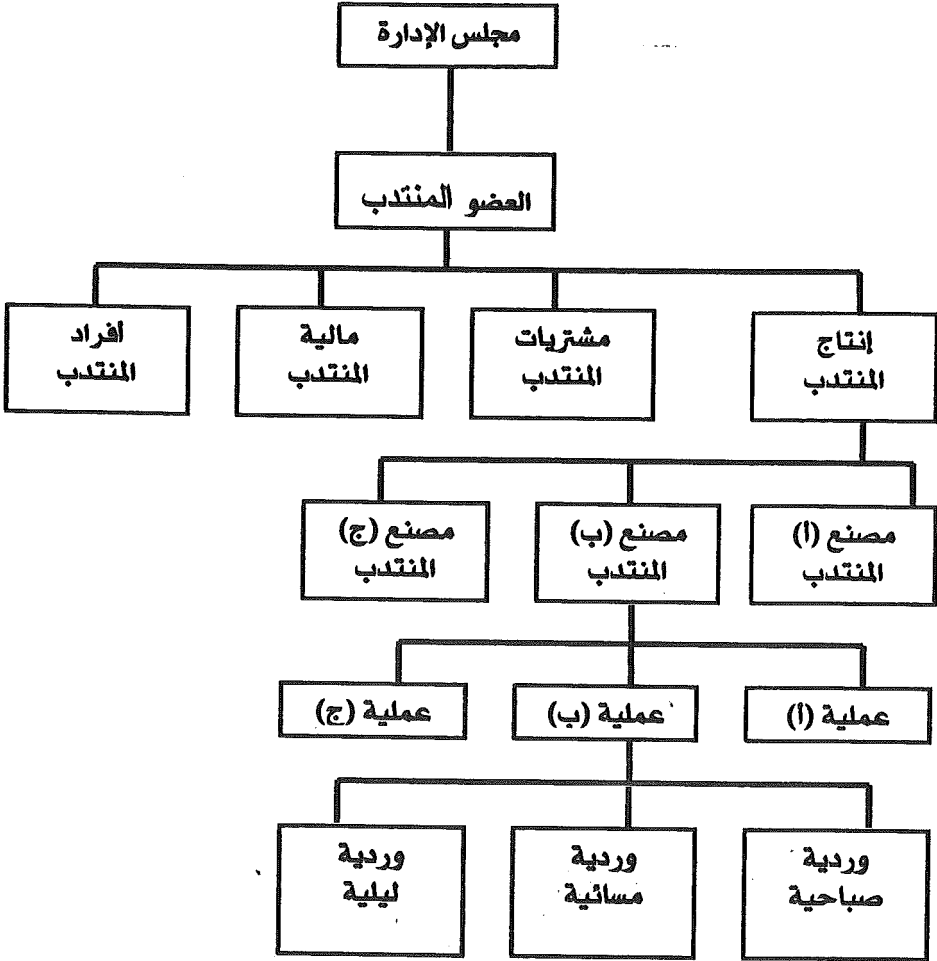 مجلس الإدارة
العضو المنتدب
إنتاج
المنتدب
مشتريات
المنتدب
مالية
المنتدب
أفراد
المنتدب
مصنع (أ)
المنتدب
مصنع (ب)
المنتدب
مصنع (ج)
المنتدب
عملية (أ)
عملية (ب)
عملية (ج)
وردية
صباحية
وردية
مسائية
وردية
ليلية